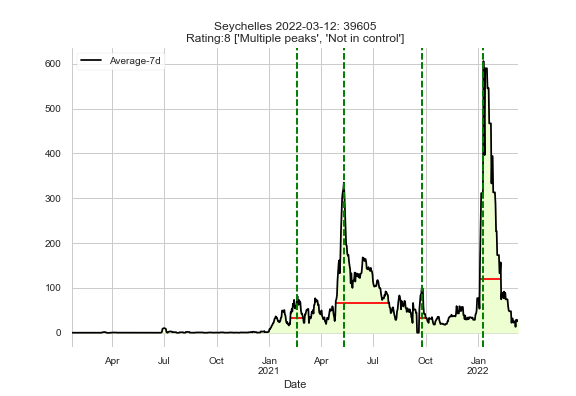 Seychelles 2022-03-12: 39605
Rating:8 ['Multiple peaks', 'Not in control']
Average-7d
600
500
400
300
200
100
0
Apr Jul Oct Jan Apr Jul Oct Jan
2021 2022
Date